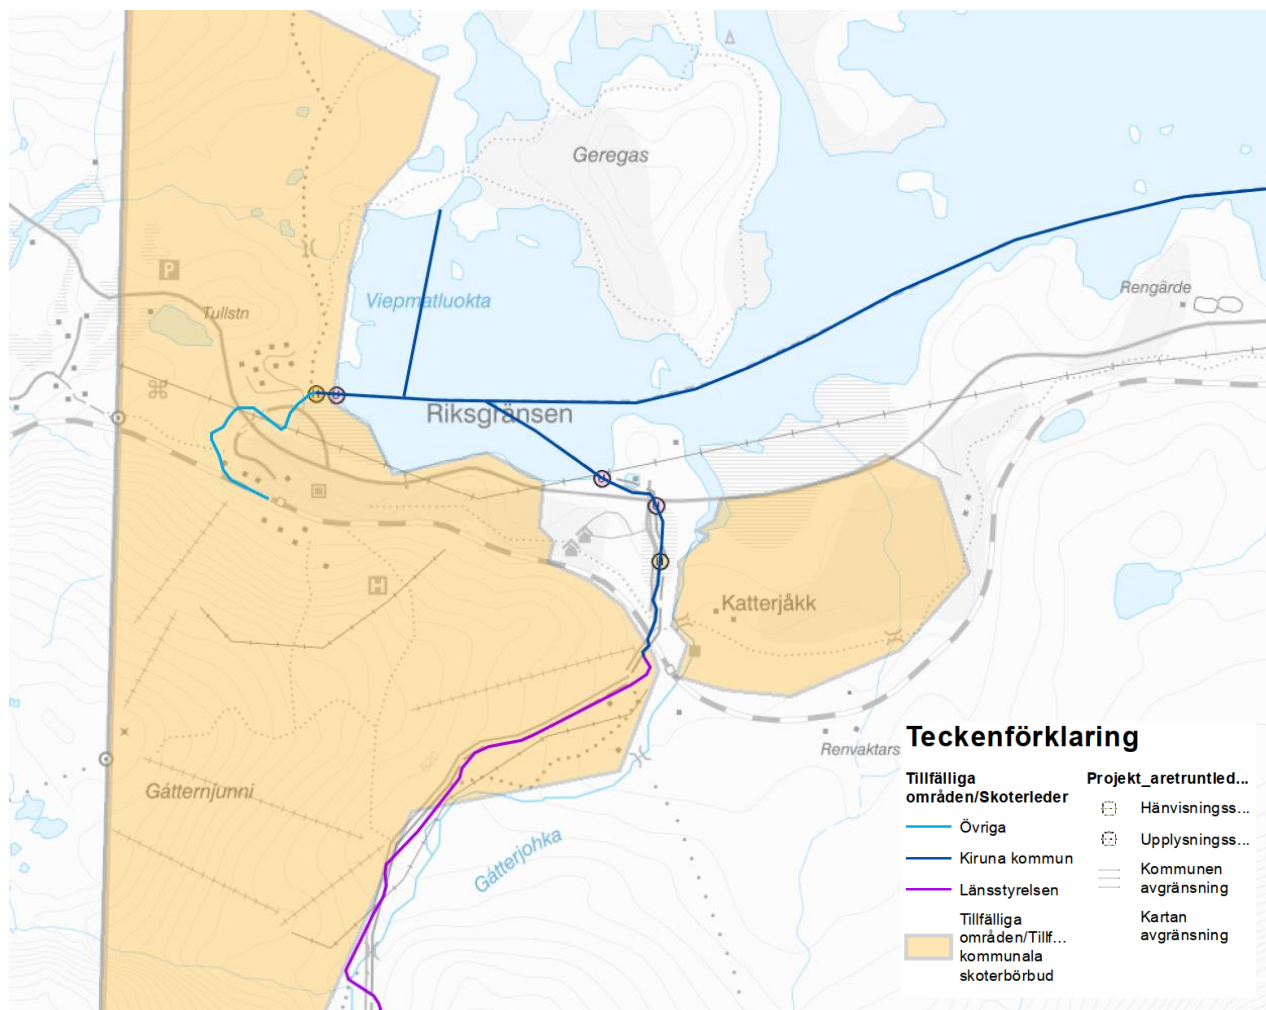 Geregas
Rengärde
Viepmatluokta
Tullstn
P
Riksgränsen
H
Katterjåkk
Renvaktars
Gátternjunni
Gátterjohka
Teckenförklaring
Tillfälliga
områden/Skoterleder
Övriga
Kiruna kommun
Länsstyrelsen
Tillfälliga
områden/Tillf...
kommunala
skoterbörbud
Projekt_aretruntled...
Hänvisningss...
Upplysningss...
Kommunen
avgränsning
Kartan
avgränsning